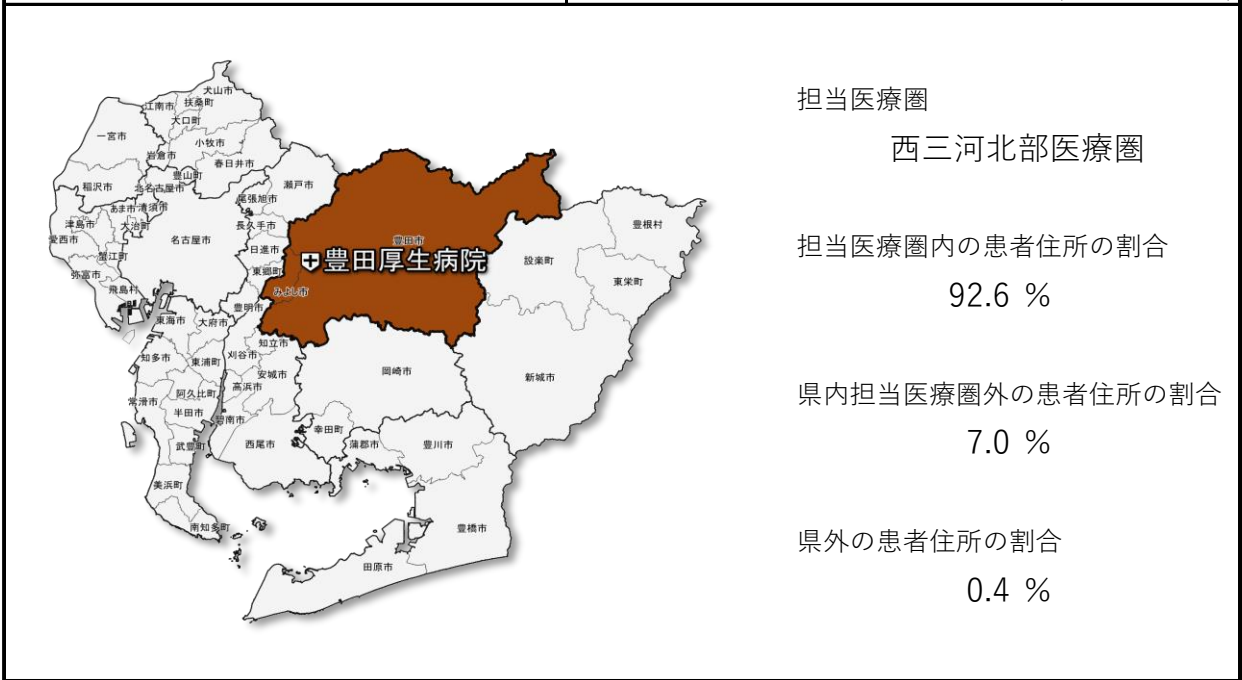 犬山市
江南市
扶桑町
大口町
一宮市
小牧市
岩倉市
春日井市
豊山町
稲沢市
北名古屋市
瀬戸市
尾張旭市
あま市
清須市
津島市
大治町
長久手市
愛西市
名古屋市
日進市
豊田市
豊根村
蟹江町
東郷町
豊田厚生病院
設楽町
弥富市
東栄町
飛島村
みよし市
豊明市
東海市
大府市
知立市
知多市
東浦町
刈谷市
岡崎市
安城市
新城市
高浜市
阿久比町
常滑市
半田市
碧南市
武豊町
西尾市
幸田町
蒲郡市
豊川市
美浜町
南知多町
豊橋市
田原市
担当医療圏
西三河北部医療圏
担当医療圏内の患者住所の割合
92.6 %
県内担当医療圏外の患者住所の割合
7.0 %
県外の患者住所の割合
0.4 %